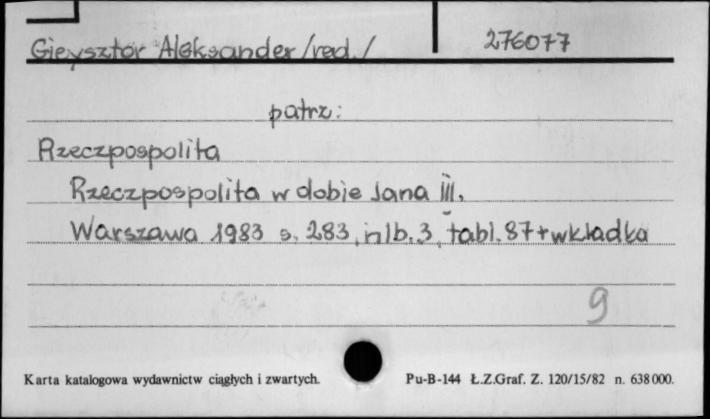 Gieysztor Aleksander /red./ 276077
patrz:
Rzeczpospolita
Rzeczpospolita w dobie Jana III.
Warszawa 1983 s. 283, nlb. 3, tabl. 87 + wkładka
9
Karta katalogowa wydawnictw ciągłych i zwartych. Pu-B-144 Ł.Z.Graf. Z. 120/15/82 n. 638 000.